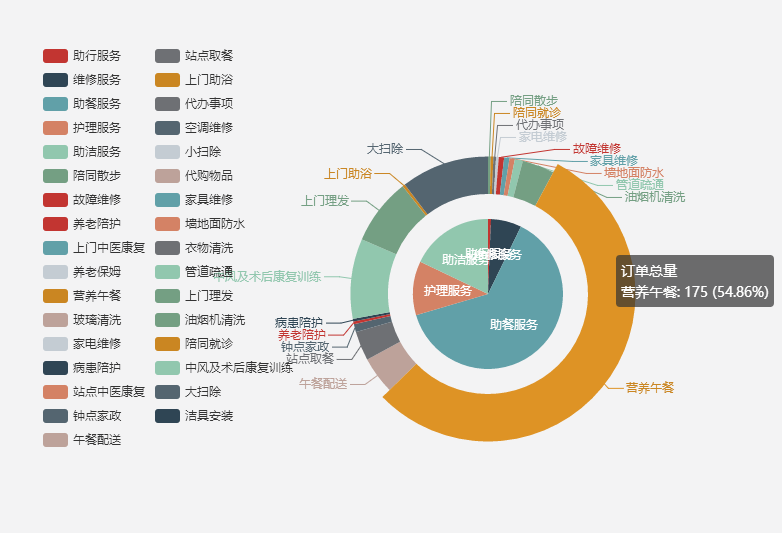 助行服务
维修服务
助餐服务
护理服务
助洁服务
陪同散步
故障维修
养老陪护
上门中医康复
养老保姆
营养午餐
玻璃清洗
家电维修
病患陪护
站点中医康复
钟点家政
午餐配送
站点取餐
上门助浴
代办事项
空调维修
小扫除
代购物品
家具维修
墙地面防水
衣物清洗
管道疏通
上门理发
油烟机清洗
陪同就诊
中风及术后康复训练
大扫除
洁具安装
陪同散步
陪同就诊
代办事项
家电维修
故障维修
家具维修
墙地面防水
管道疏通
油烟机清洗
大扫除
上门助浴
上门理发
中风及术后康复训练
病患陪护
养老陪护
钟点家政
站点取餐
午餐配送
营养午餐
助洁服务
护理服务
助餐服务
订单总量
营养午餐: 175 (54.86%)